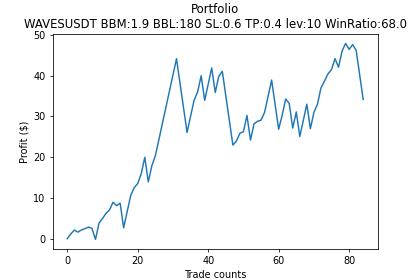 Portfolio
WAVESUSDT BBM:1.9 BBL:180 SL:0.6 TP:0.4 lev:10 WinRatio:68.0
50
40
30
20
10
0
Profit ($)
0 20 40 60 80
Trade counts